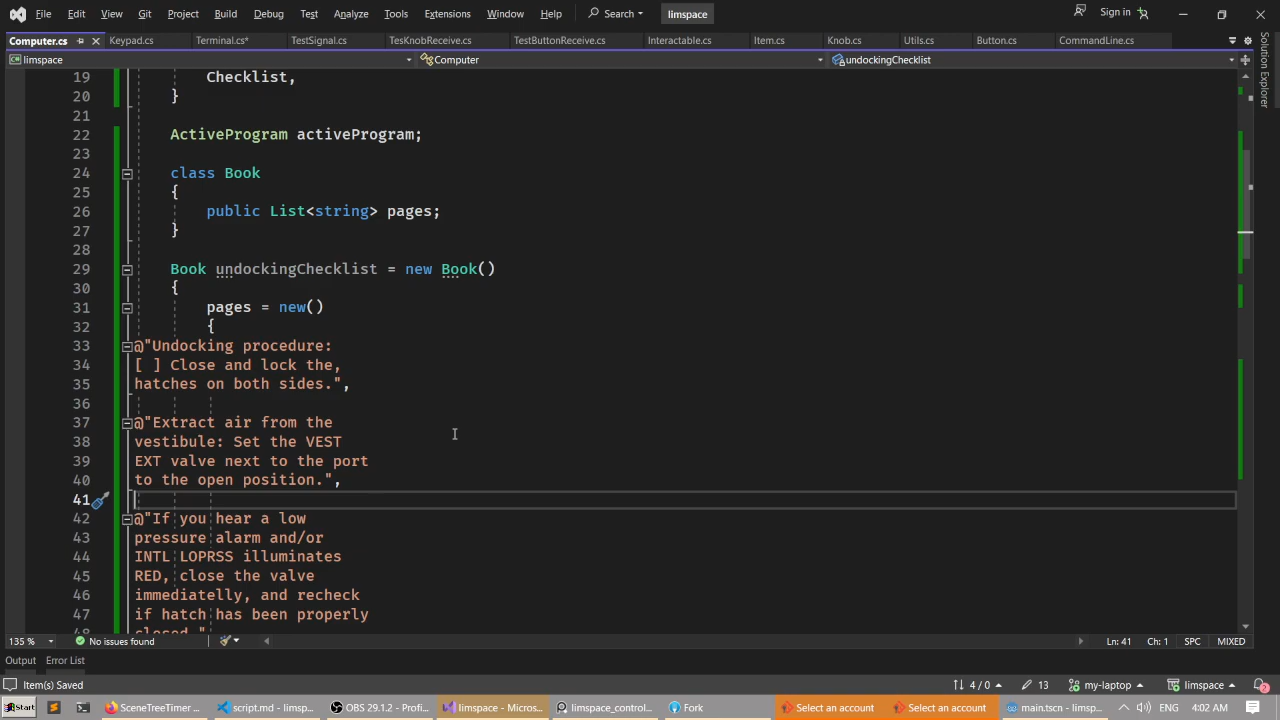 File Edit View Git Project Build Debug Test Analyze Tools Extensions Window Help Search limspace Sign in
Computer.cs Keypad.cs Terminal.cs* TestSignal.cs TesKnobReceive.cs TestButtonReceive.cs Interactable.cs Item.cs Knob.cs Utils.cs Button.cs CommandLine.cs
limspace Computer undockingChecklist
Solution Explorer
19 Checklist,
20 }
21
22 ActiveProgram activeProgram;
23
24 class Book
25 {
26 public List<string> pages;
27 }
28
29 Book undockingChecklist = new Book()
30 {
31 pages = new()
32 {
33 @"Undocking procedure:
34 [ ] Close and lock the,
35 hatches on both sides.",
36
37 @"Extract air from the
38 vestibule: Set the VEST
39 EXT valve next to the port
40 to the open position.",
41
42 @"If you hear a low
43 pressure alarm and/or
44 INTL LOPRSS illuminates
45 RED, close the valve
46 immediatelly, and recheck
47 if hatch has been properly
48 closed."
135 % No issues found Ln: 41 Ch: 1 SPC MIXED
Output Error List
Item(s) Saved 4 / 0 13 my-laptop limspace 2
Start SceneTreeTimer script.md - limsp... OBS 29.1.2 - Profi... limspace - Micros... limspace_control... Fork Select an account Select an account main.tscn - limsp... ENG 4:02 AM